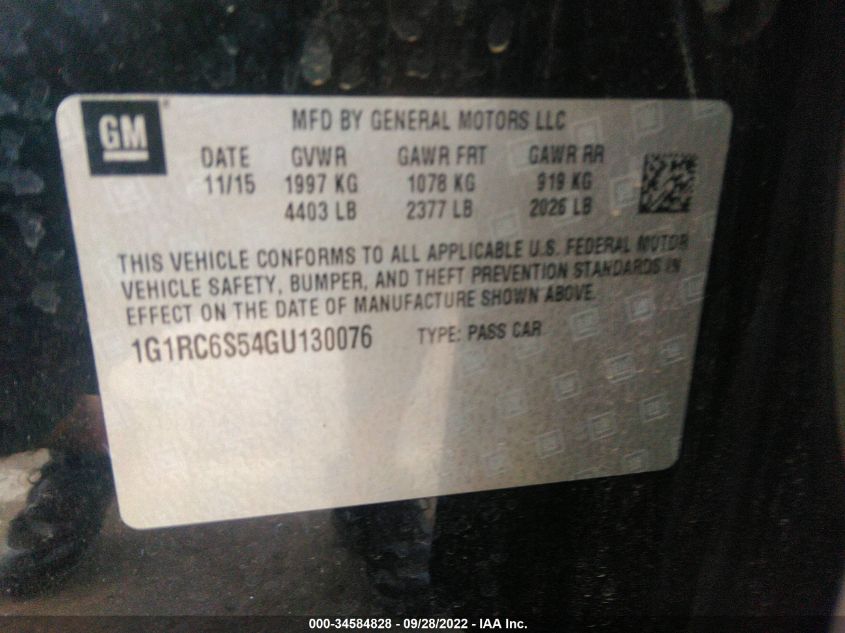 GM
MFD BY GENERAL MOTORS LLC
DATE GVWR GAWR FRT GAWR RR
11/15 1997 KG 1078 KG 919 KG
4403 LB 2377 LB 2026 LB
THIS VEHICLE CONFORMS TO ALL APPLICABLE U.S. FEDERAL MOTOR
VEHICLE SAFETY, BUMPER, AND THEFT PREVENTION STANDARDS IN
EFFECT ON THE DATE OF MANUFACTURE SHOWN ABOVE.
1G1RC6S54GU130076 TYPE: PASS CAR
000-34584828 - 09/28/2022 - IAA Inc.